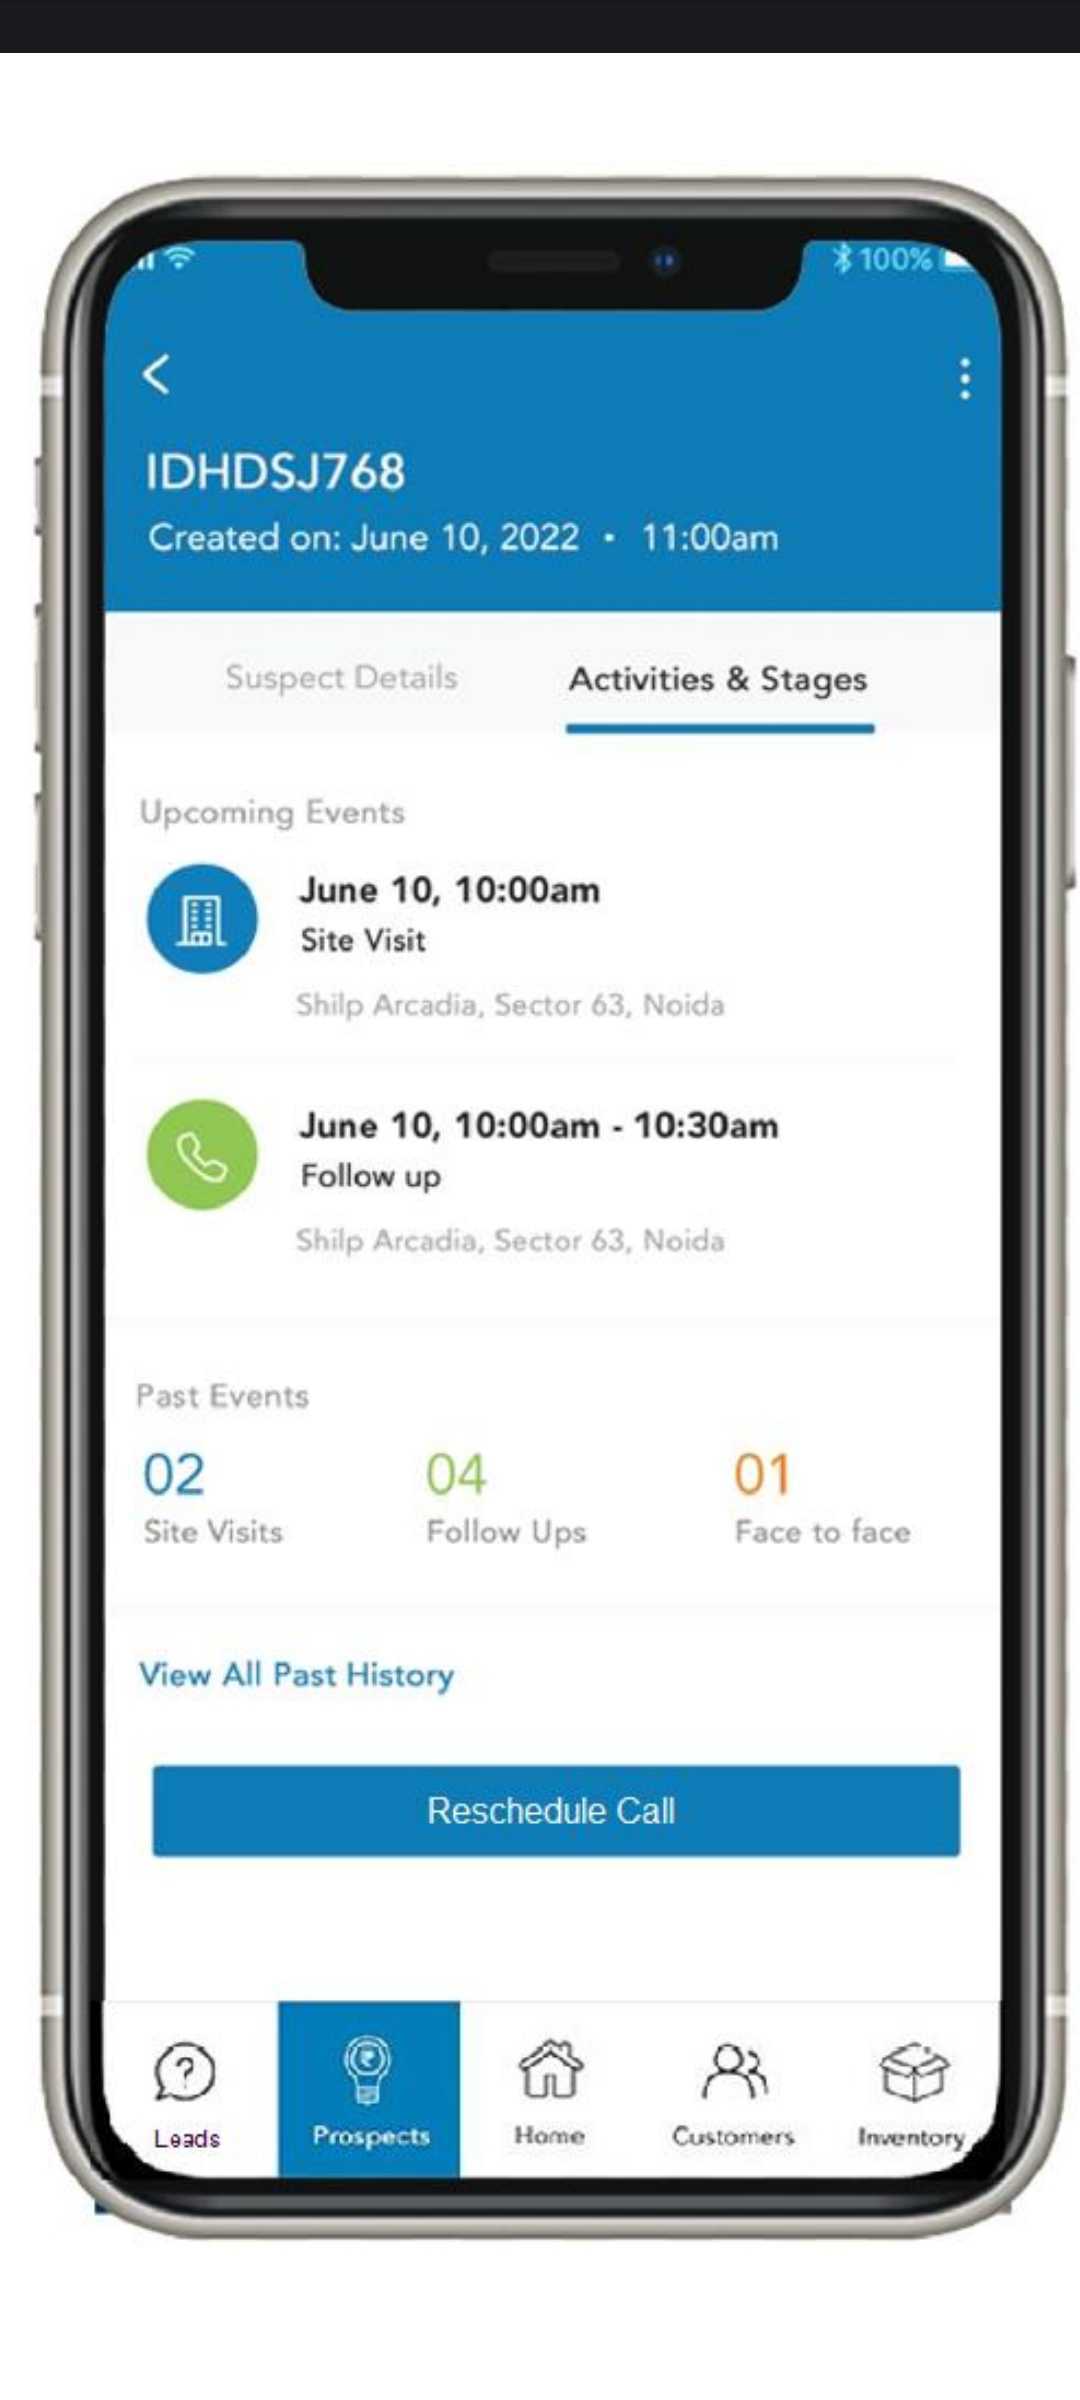 100%
IDHDSJ768
Created on: June 10, 2022 • 11:00am
Suspect Details Activities & Stages
Upcoming Events
June 10, 10:00am
Site Visit
Shilp Arcadia, Sector 63, Noida
June 10, 10:00am - 10:30am
Follow up
Shilp Arcadia, Sector 63, Noida
Past Events
02 04 01
Site Visits Follow Ups Face to face
View All Past History
Reschedule Call
Leads Prospects Home Customers Inventory